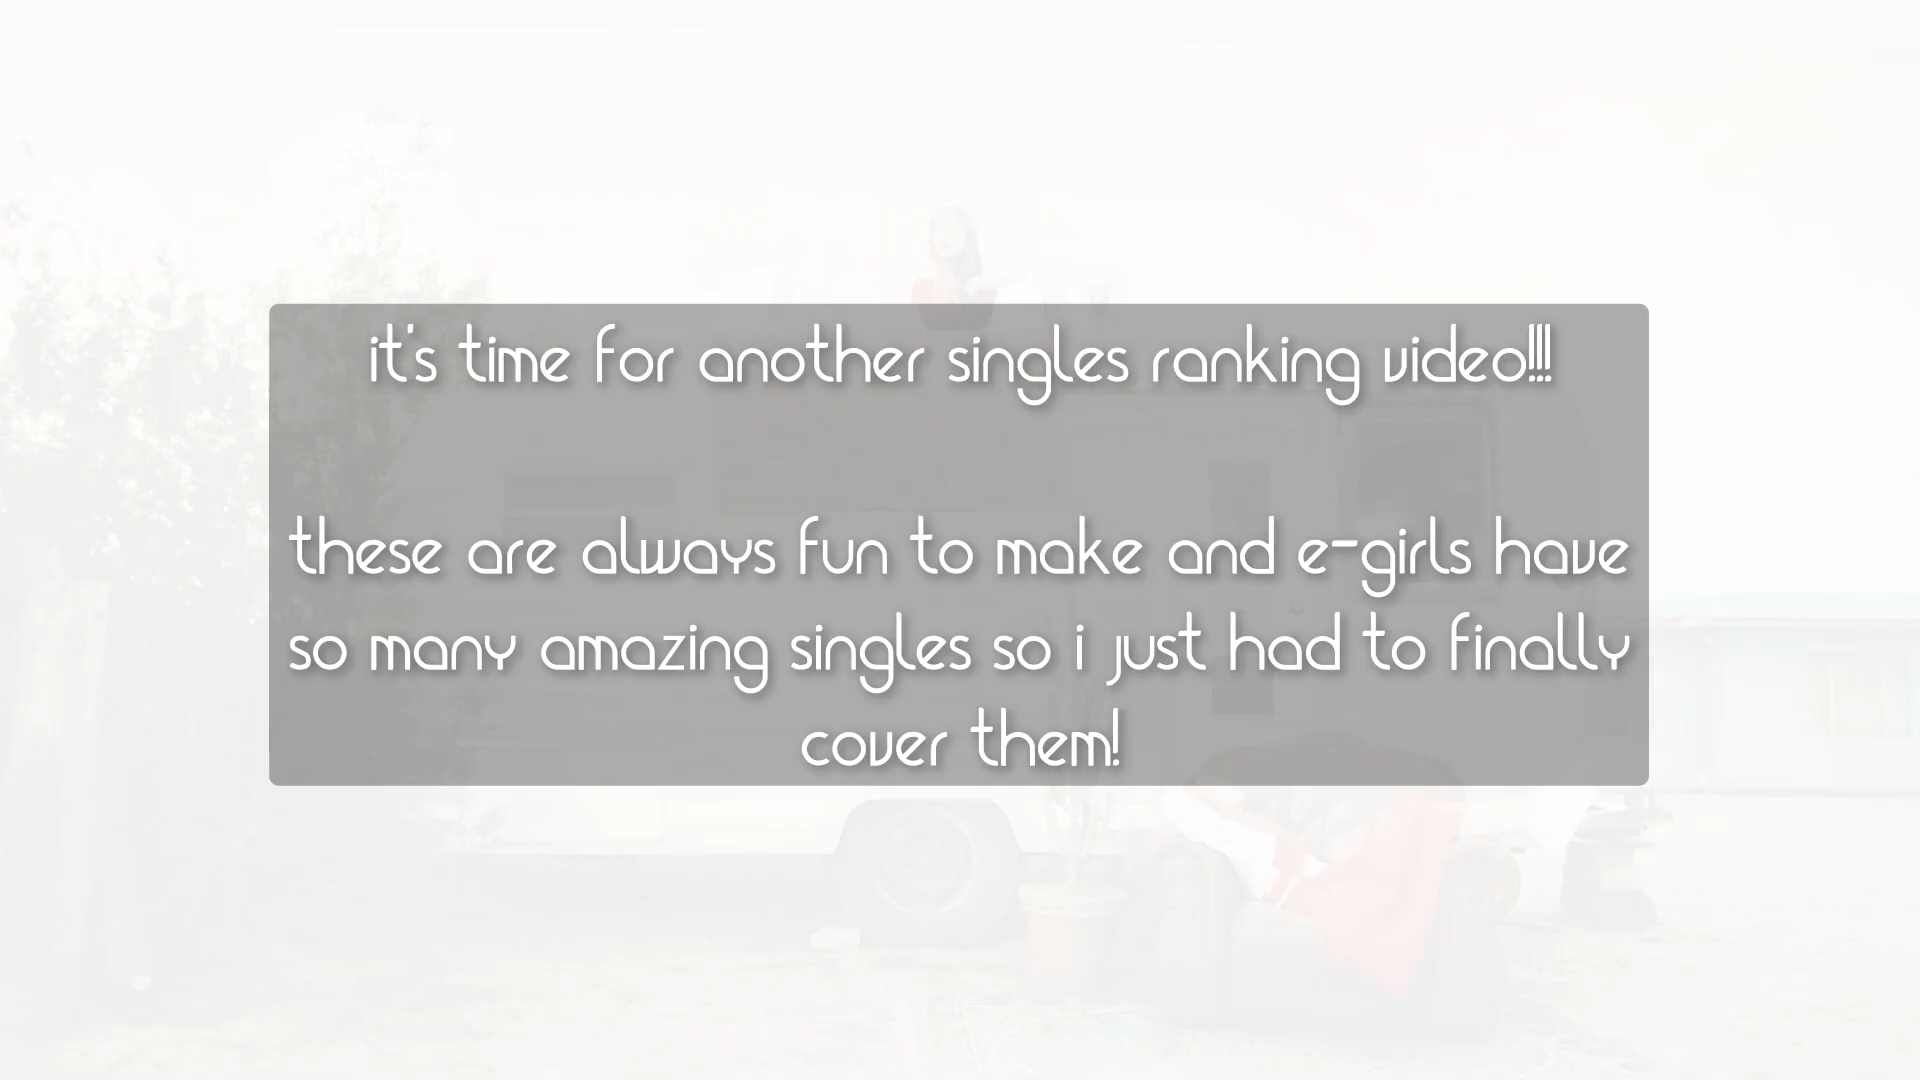 it's time for another singles ranking video!!!
these are always fun to make and e-girls have
so many amazing singles so i just had to finally
cover them!